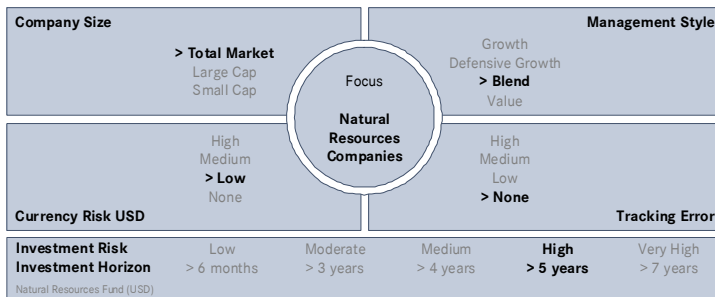 Company Size
> Total Market
Large Cap
Small Cap
Management Style
Growth
Defensive Growth
> Blend
Value
Focus
Natural
Resources
Companies
High
Medium
> Low
None
Currency Risk USD
High
Medium
Low
> None
Tracking Error
Investment Risk Low Moderate Medium High Very High
Investment Horizon > 6 months > 3 years > 4 years > 5 years > 7 years
Natural Resources Fund (USD)